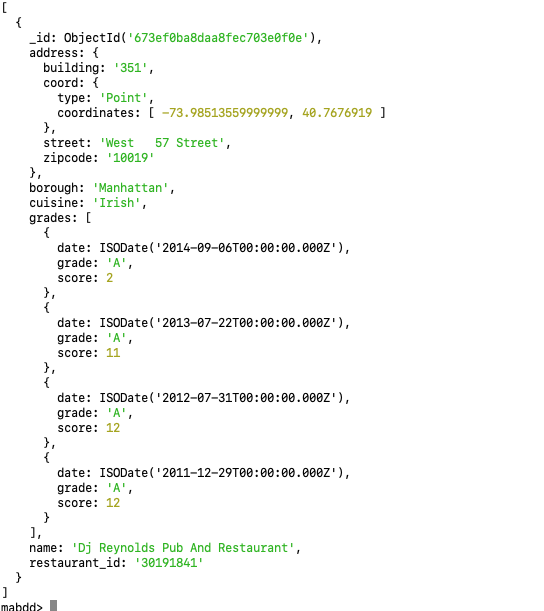 [
  {
    _id: ObjectId('673ef0ba8daa8fec703e0f0e'),
    address: {
      building: '351',
      coord: {
        type: 'Point',
        coordinates: [ -73.98513559999999, 40.7676919 ]
      },
      street: 'West   57 Street',
      zipcode: '10019'
    },
    borough: 'Manhattan',
    cuisine: 'Irish',
    grades: [
      {
        date: ISODate('2014-09-06T00:00:00.000Z'),
        grade: 'A',
        score: 2
      },
      {
        date: ISODate('2013-07-22T00:00:00.000Z'),
        grade: 'A',
        score: 11
      },
      {
        date: ISODate('2012-07-31T00:00:00.000Z'),
        grade: 'A',
        score: 12
      },
      {
        date: ISODate('2011-12-29T00:00:00.000Z'),
        grade: 'A',
        score: 12
      }
    ],
    name: 'Dj Reynolds Pub And Restaurant',
    restaurant_id: '30191841'
  }
]
mabdd>